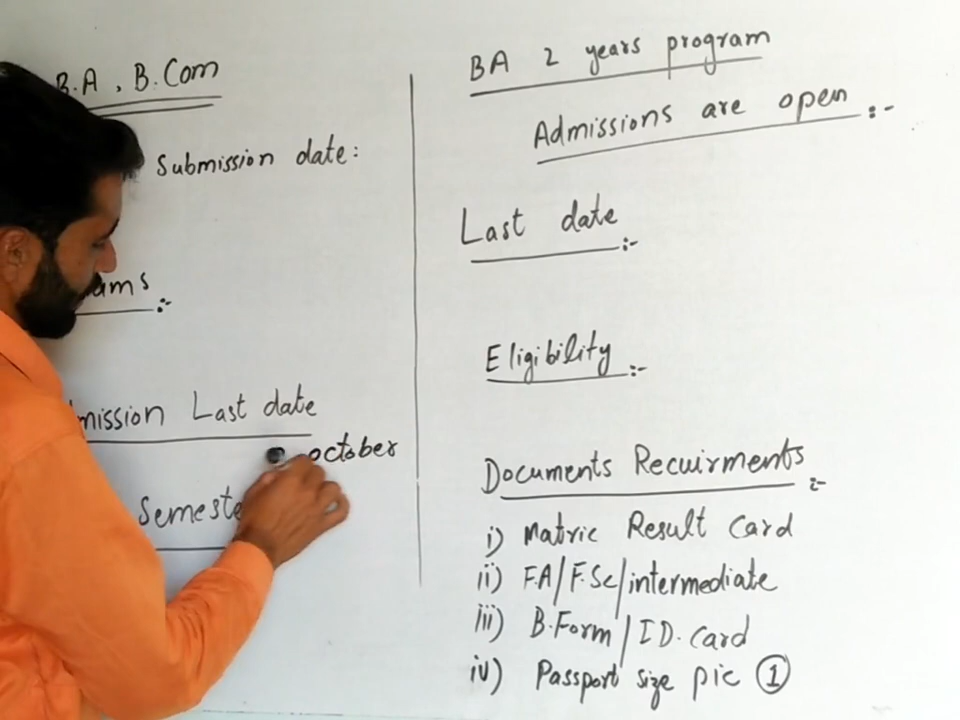 B.A , B.Com
Submission date:
ams :-
mission Last date
october
Semeste
BA 2 years program
Admissions are open :-
Last date :-
Eligibility :-
Documents Recuirments :-
i) Matric Result Card
ii) F.A/F.Sc/intermediate
iii) B.Form/ID.Card
iv) Passport size pic ①